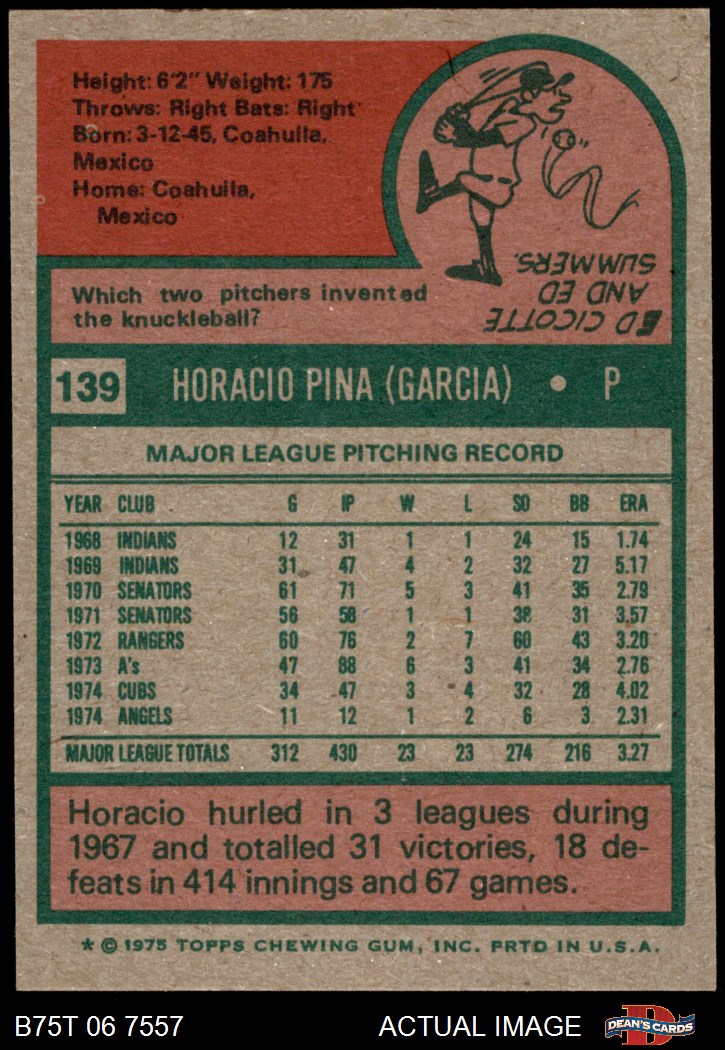 Height: 6'2" Weight: 175
Throws: Right Bats: Right
Born: 3-12-45, Coahuila,
Mexico
Home: Coahuila,
Mexico
Which two pitchers invented
the knuckleball?
ED CICOTTE
AND ED
SUMMERS.
139 HORACIO PINA (GARCIA) • P
MAJOR LEAGUE PITCHING RECORD
YEAR CLUB G IP W L SO BB ERA
1968 INDIANS 12 31 1 1 24 15 1.74
1969 INDIANS 31 47 4 2 32 27 5.17
1970 SENATORS 61 71 5 3 41 35 2.79
1971 SENATORS 56 58 1 1 38 31 3.57
1972 RANGERS 60 76 2 7 60 43 3.20
1973 A's 47 88 6 3 41 34 2.76
1974 CUBS 34 47 3 4 32 28 4.02
1974 ANGELS 11 12 1 2 6 3 2.31
MAJOR LEAGUE TOTALS 312 430 23 23 274 216 3.27
Horacio hurled in 3 leagues during
1967 and totalled 31 victories, 18 de-
feats in 414 innings and 67 games.
* © 1975 TOPPS CHEWING GUM, INC. PRTD IN U.S.A.
B75T 06 7557 ACTUAL IMAGE D DEAN'S CARDS